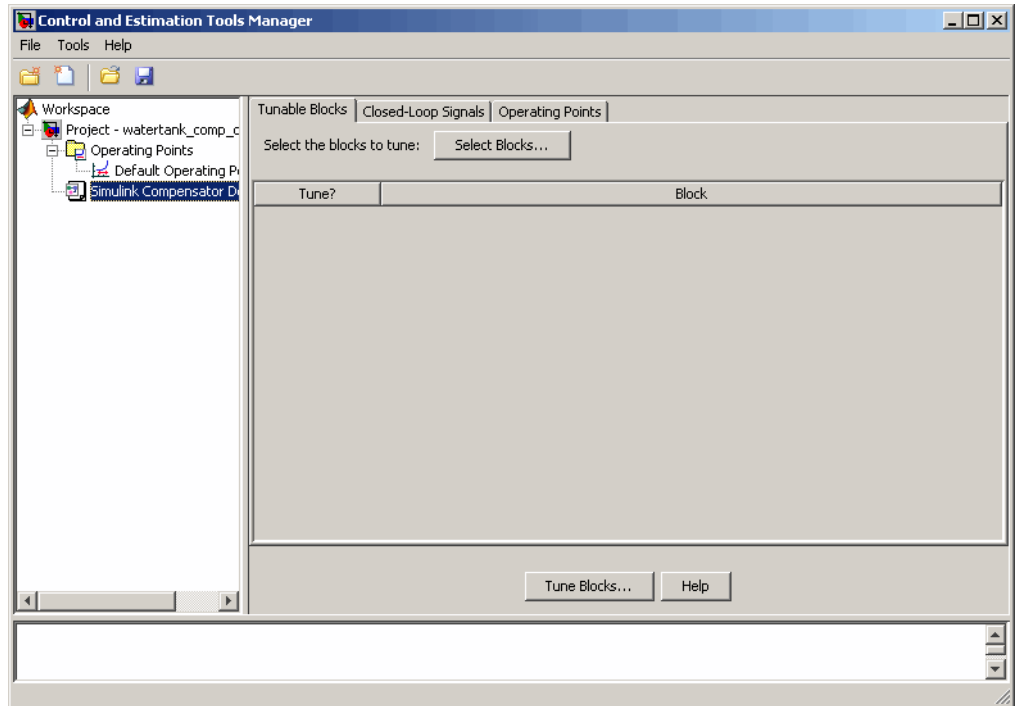 Control and Estimation Tools Manager
File Tools Help
Workspace
Project - watertank_comp_c
Operating Points
Default Operating P
Simulink Compensator D
Tunable Blocks Closed-Loop Signals Operating Points
Select the blocks to tune: Select Blocks...
Tune? Block
Tune Blocks... Help